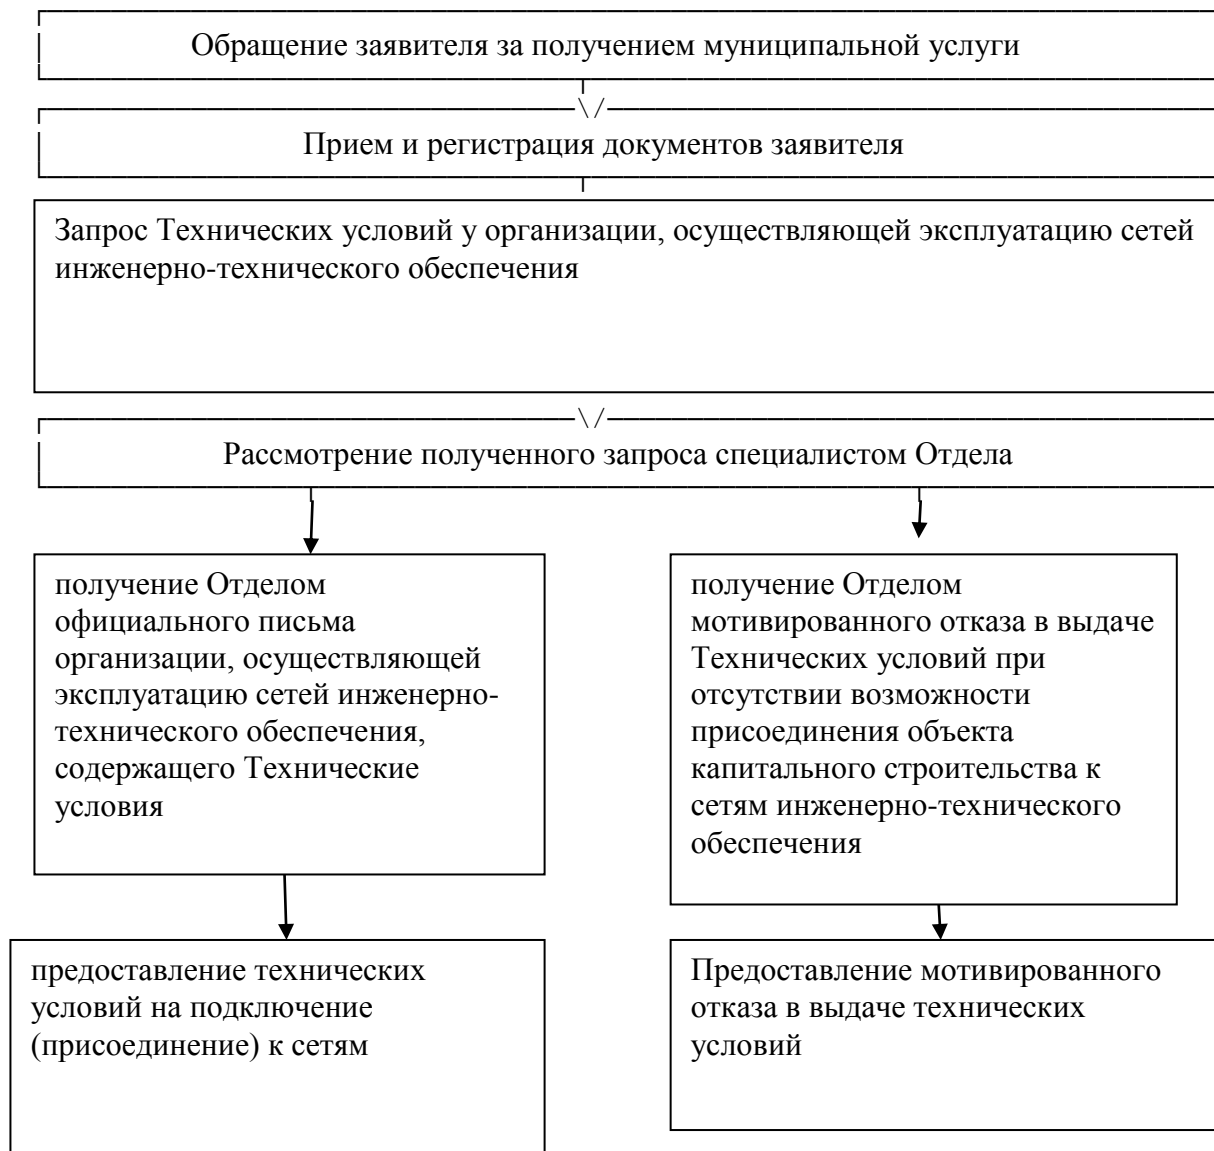 Обращение заявителя за получением муниципальной услуги
Прием и регистрация документов заявителя
Запрос Технических условий у организации, осуществляющей эксплуатацию сетей
инженерно-технического обеспечения
Рассмотрение полученного запроса специалистом Отдела
получение Отделом
официального письма
организации, осуществляющей
эксплуатацию сетей инженерно-
технического обеспечения,
содержащего Технические
условия
получение Отделом
мотивированного отказа в выдаче
Технических условий при
отсутствии возможности
присоединения объекта
капитального строительства к
сетям инженерно-технического
обеспечения
предоставление технических
условий на подключение
(присоединение) к сетям
Предоставление мотивированного
отказа в выдаче технических
условий